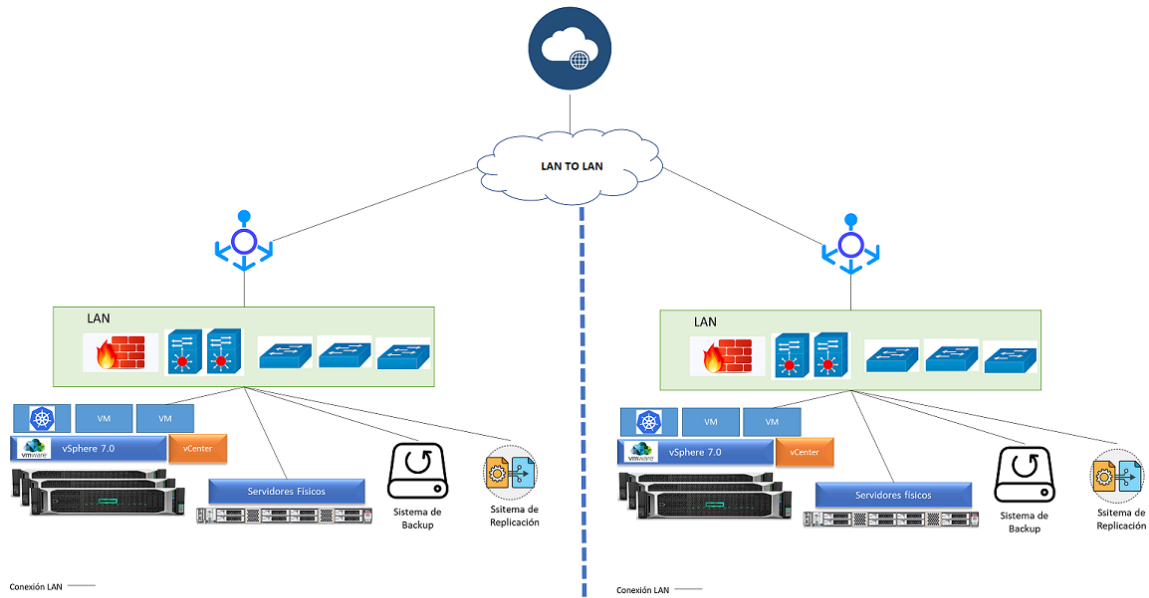 LAN TO LAN
LAN
VM
VM
vmware
vSphere 7.0
vCenter
Servidores Físicos
Sistema de
Backup
Ssitema de
Replicación
Conexión LAN
LAN
VM
VM
vmware
vSphere 7.0
vCenter
Servidores físicos
Sistema de
Backup
Ssitema de
Replicación
Conexión LAN